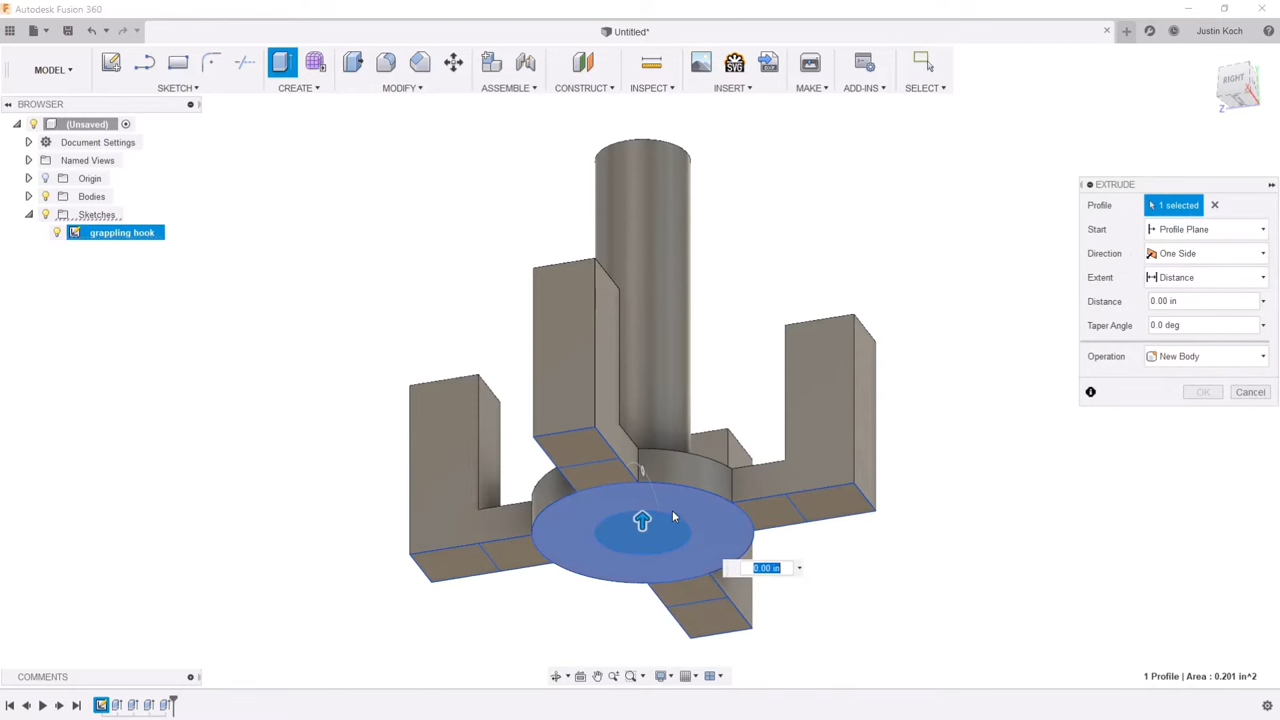 Autodesk Fusion 360
Untitled*
Justin Koch
MODEL
SKETCH
CREATE
MODIFY
ASSEMBLE
CONSTRUCT
INSPECT
INSERT
MAKE
ADD-INS
SELECT
SVG
DXF
BROWSER
(Unsaved)
Document Settings
Named Views
Origin
Bodies
Sketches
grappling hook
RIGHT
Z
EXTRUDE
Profile
1 selected
Start
Profile Plane
Direction
One Side
Extent
Distance
Distance
0.00 in
Taper Angle
0.0 deg
Operation
New Body
OK
Cancel
0.00 in
COMMENTS
1 Profile | Area : 0.201 in^2